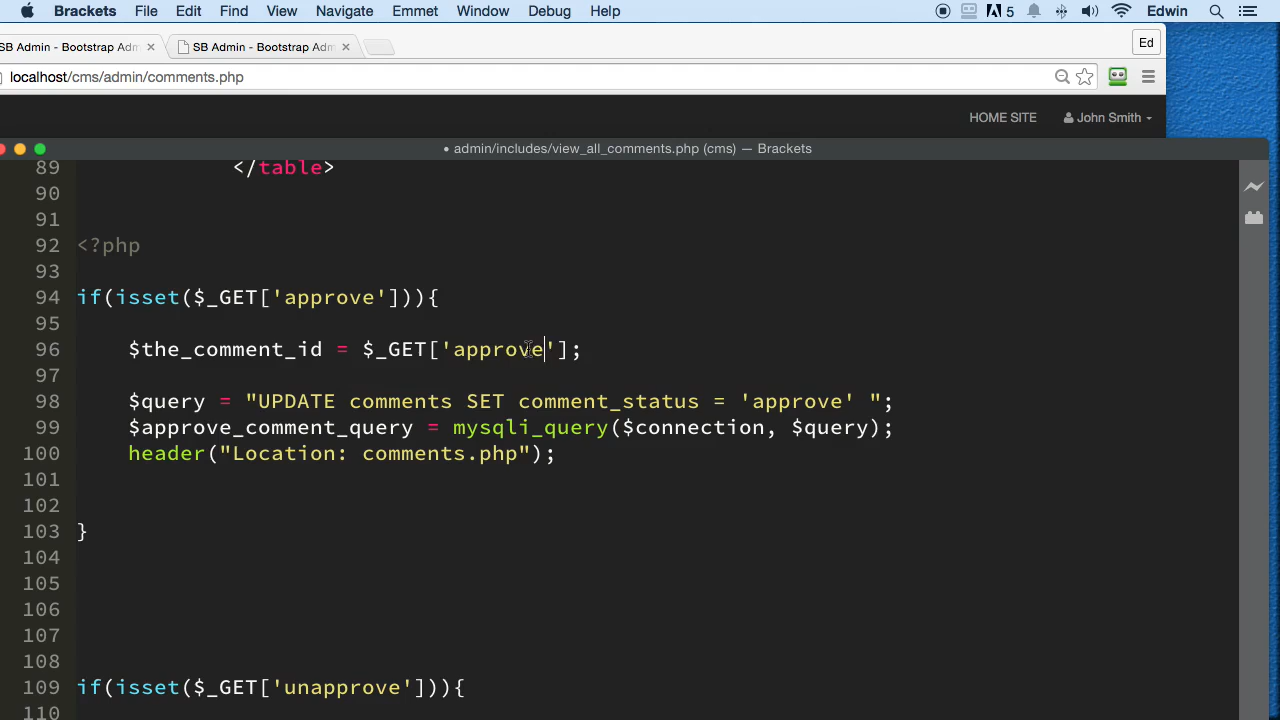 Brackets File Edit Find View Navigate Emmet Window Debug Help 5 Edwin
SB Admin - Bootstrap Adm SB Admin - Bootstrap Adm Ed
localhost/cms/admin/comments.php
HOME SITE John Smith
• admin/includes/view_all_comments.php (cms) — Brackets
89 </table>
90
91
92 <?php
93
94 if(isset($_GET['approve'])){
95
96 $the_comment_id = $_GET['approve'];
97
98 $query = "UPDATE comments SET comment_status = 'approve' ";
99 $approve_comment_query = mysqli_query($connection, $query);
100 header("Location: comments.php");
101
102
103 }
104
105
106
107
108
109 if(isset($_GET['unapprove'])){
110